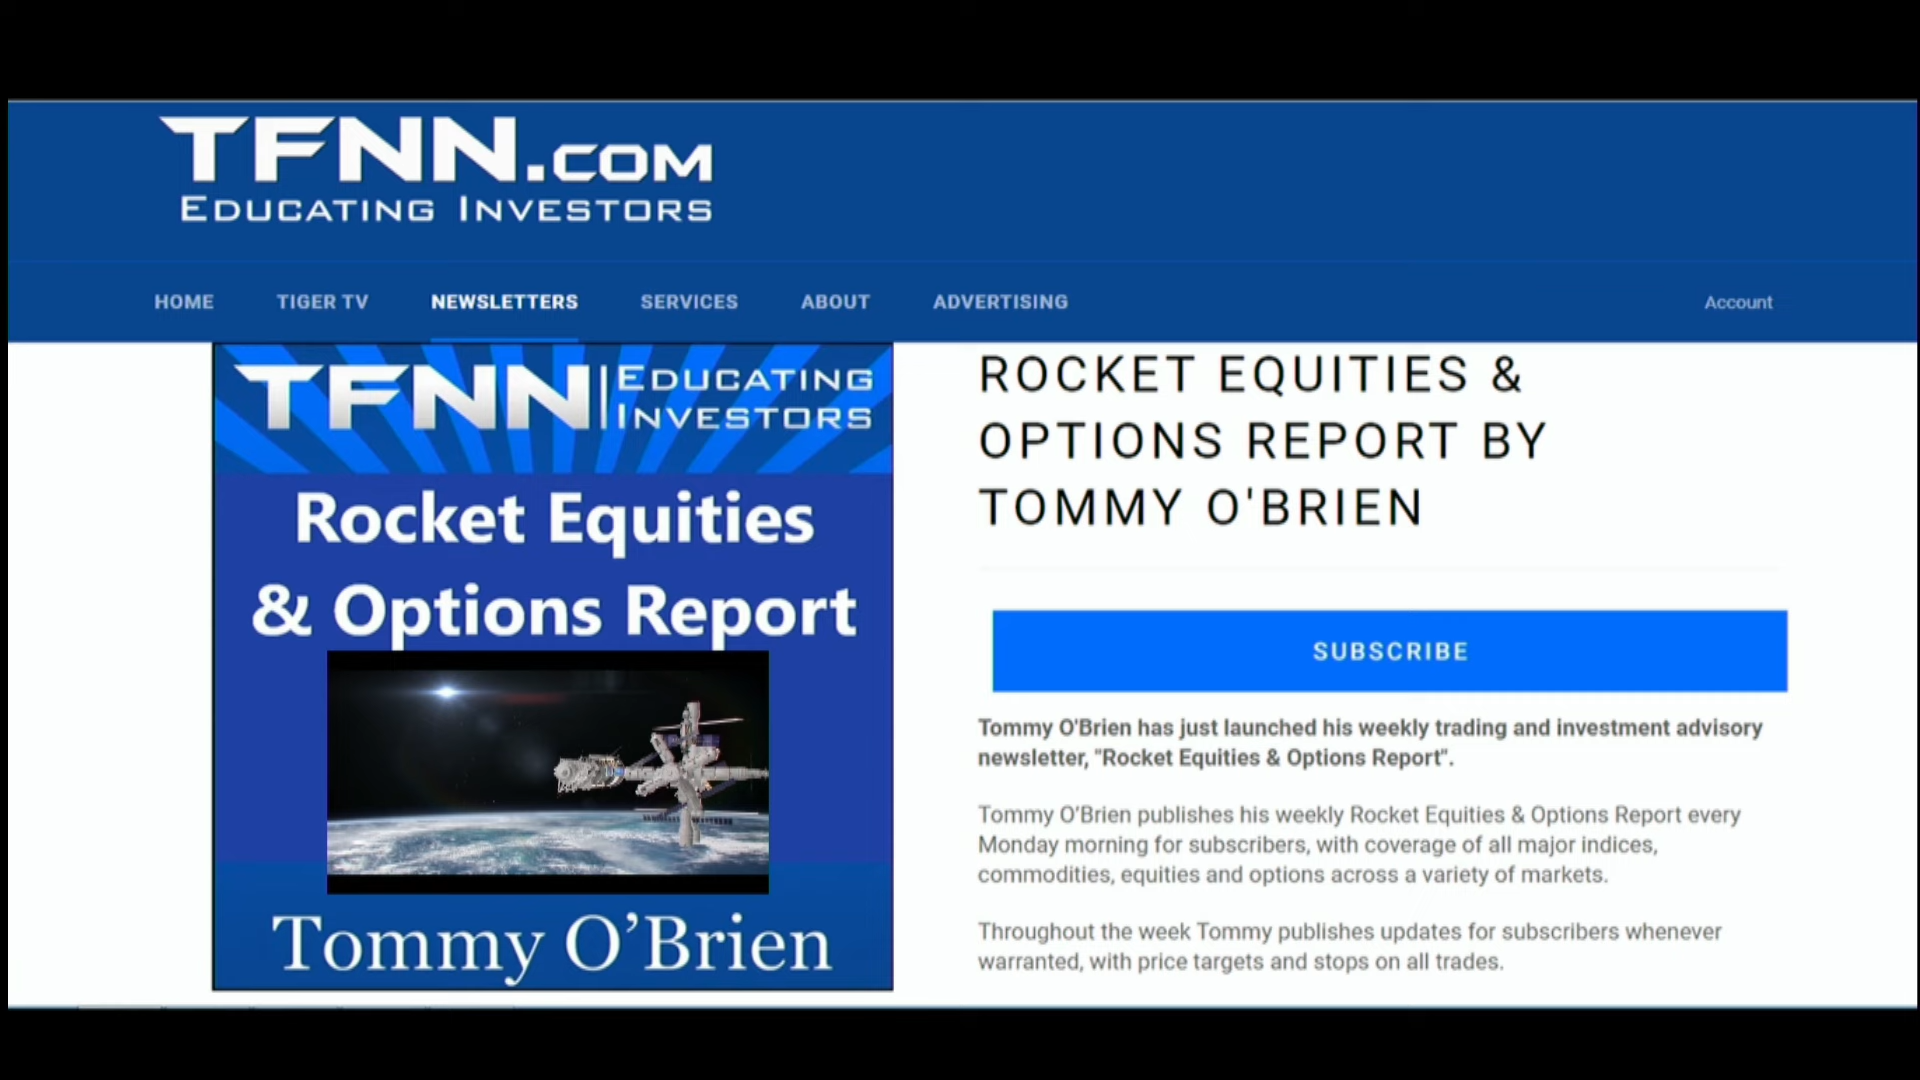 TFNN.COM
EDUCATING INVESTORS
HOME TIGER TV NEWSLETTERS SERVICES ABOUT ADVERTISING Account
TFNN EDUCATING
INVESTORS
Rocket Equities
& Options Report
Tommy O’Brien
ROCKET EQUITIES &
OPTIONS REPORT BY
TOMMY O'BRIEN
SUBSCRIBE
Tommy O'Brien has just launched his weekly trading and investment advisory
newsletter, "Rocket Equities & Options Report".
Tommy O’Brien publishes his weekly Rocket Equities & Options Report every
Monday morning for subscribers, with coverage of all major indices,
commodities, equities and options across a variety of markets.
Throughout the week Tommy publishes updates for subscribers whenever
warranted, with price targets and stops on all trades.